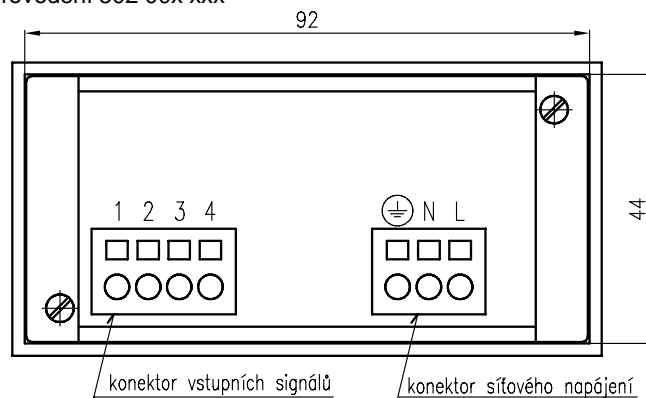 92
44
1 2 3 4
N L
konektor vstupních signálů
konektor síťového napájení